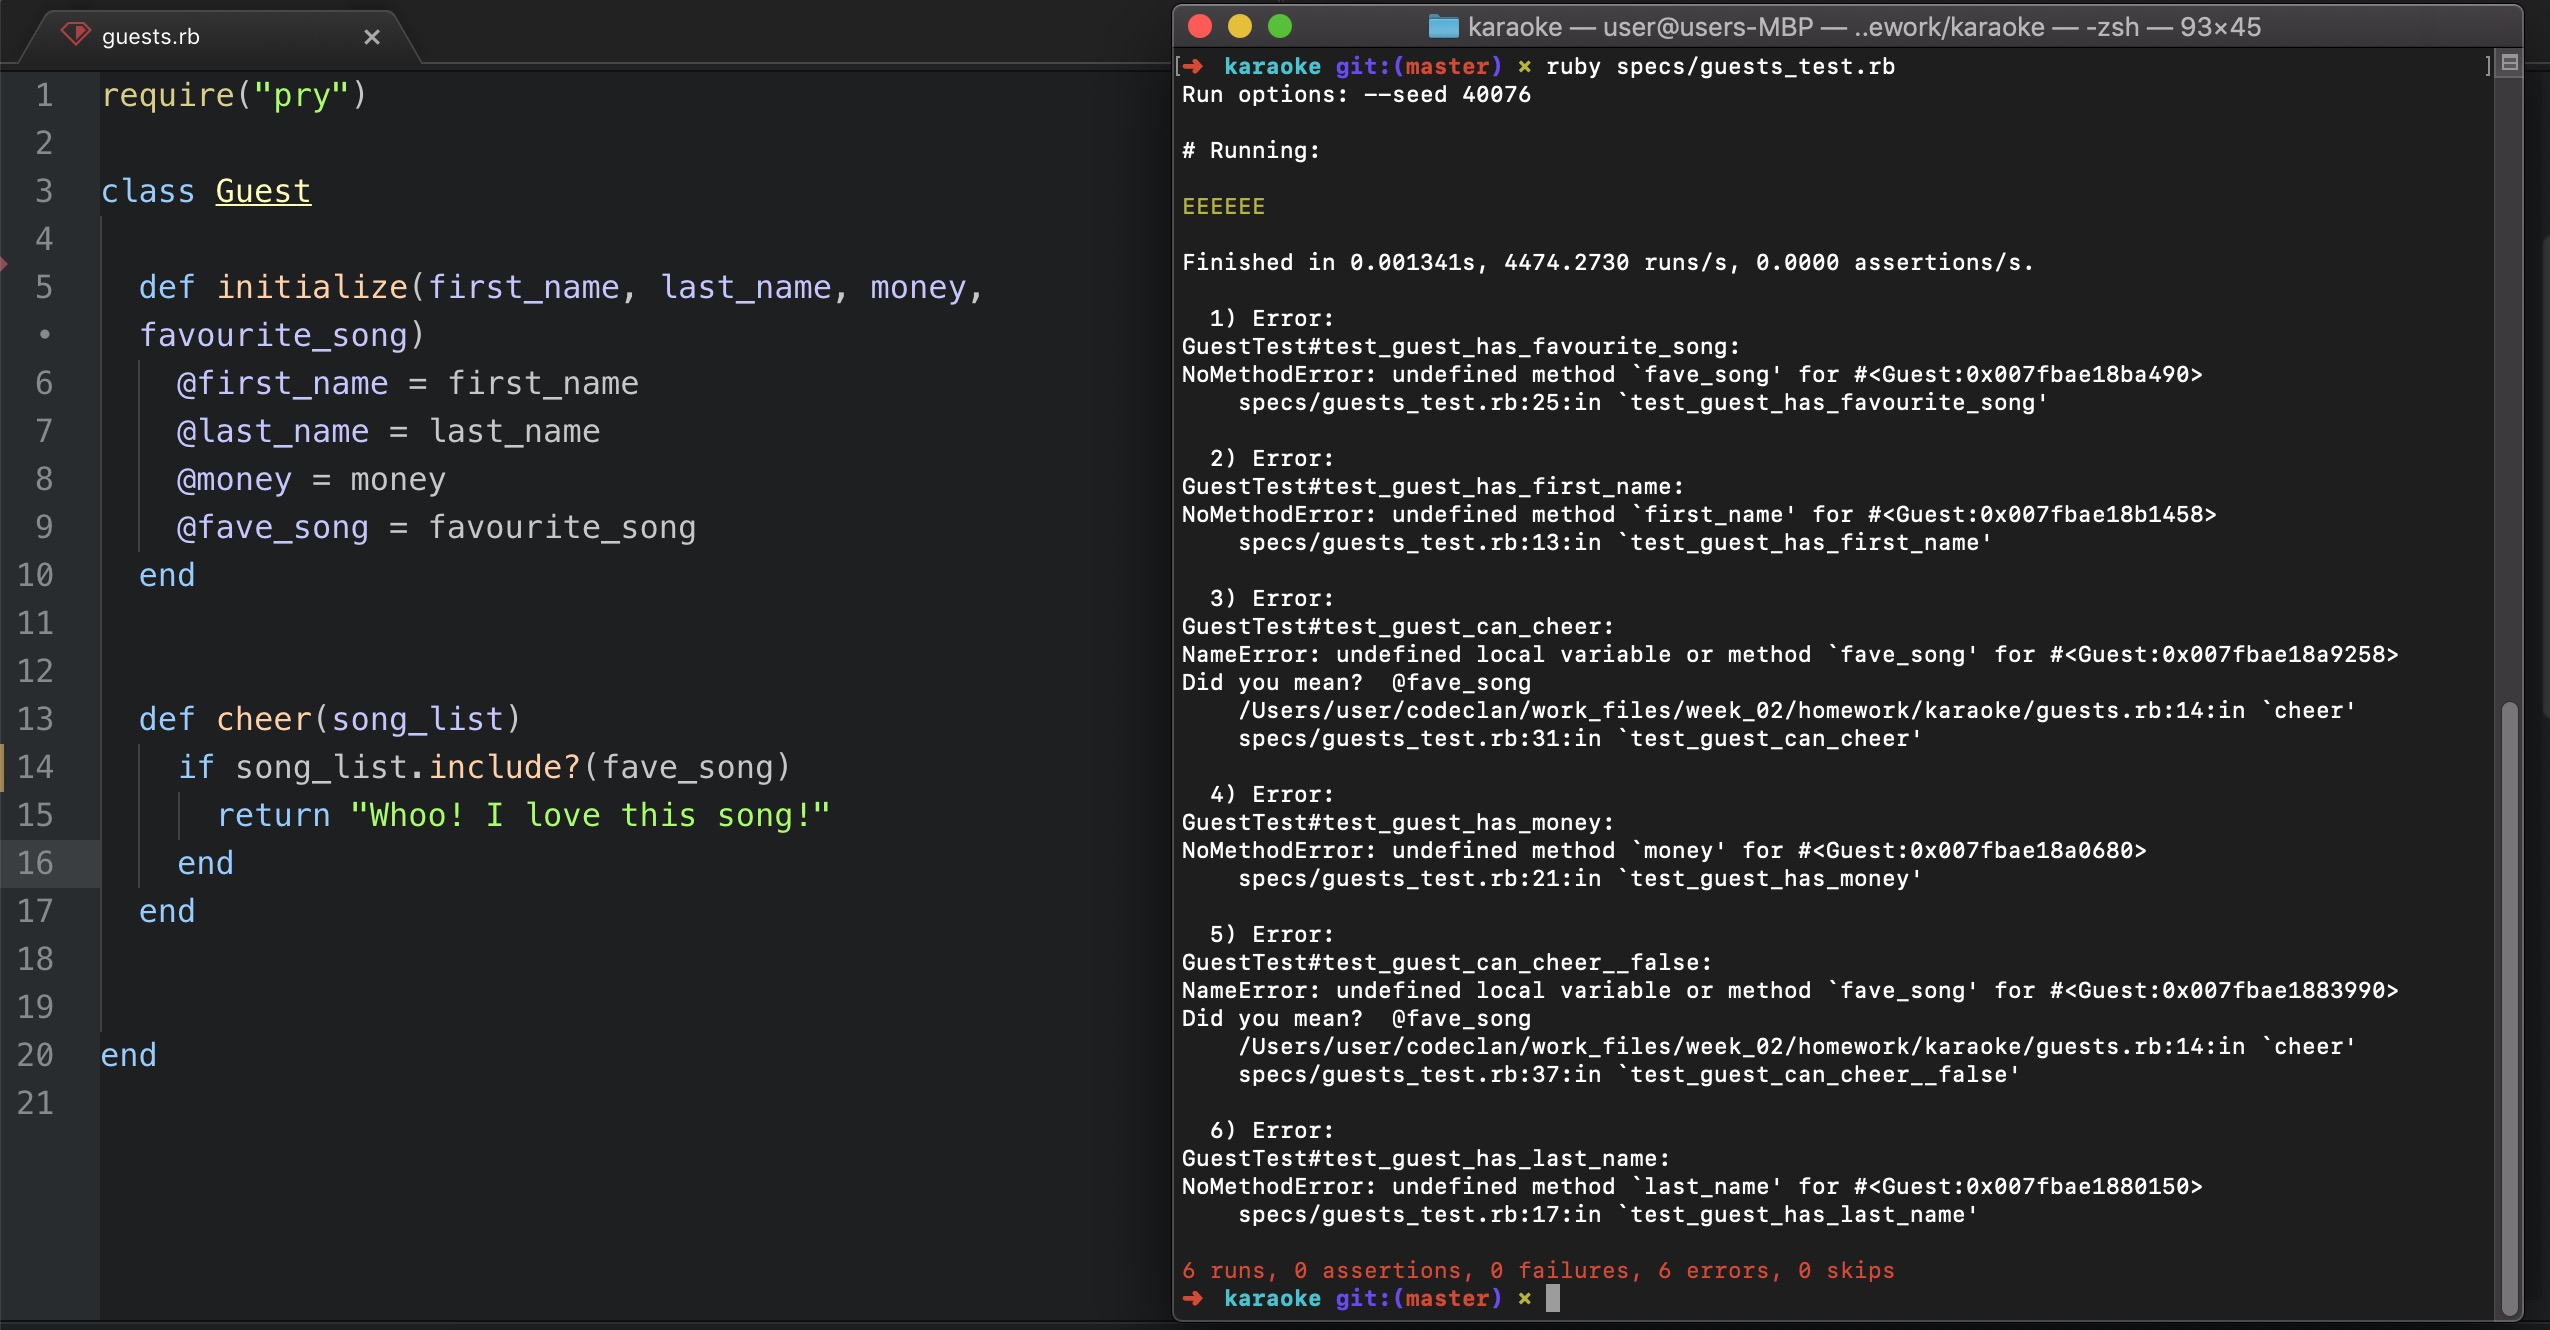 guests.rb
1 require("pry")
2
3 class Guest
4
5 def initialize(first_name, last_name, money,
• favourite_song)
6 @first_name = first_name
7 @last_name = last_name
8 @money = money
9 @fave_song = favourite_song
10 end
11
12
13 def cheer(song_list)
14 if song_list.include?(fave_song)
15 return "Whoo! I love this song!"
16 end
17 end
18
19
20 end
21
karaoke — user@users-MBP — ..ework/karaoke — -zsh — 93×45
[➜ karaoke git:(master) × ruby specs/guests_test.rb ]
Run options: --seed 40076
# Running:
EEEEEE
Finished in 0.001341s, 4474.2730 runs/s, 0.0000 assertions/s.
1) Error:
GuestTest#test_guest_has_favourite_song:
NoMethodError: undefined method `fave_song' for #<Guest:0x007fbae18ba490>
specs/guests_test.rb:25:in `test_guest_has_favourite_song'
2) Error:
GuestTest#test_guest_has_first_name:
NoMethodError: undefined method `first_name' for #<Guest:0x007fbae18b1458>
specs/guests_test.rb:13:in `test_guest_has_first_name'
3) Error:
GuestTest#test_guest_can_cheer:
NameError: undefined local variable or method `fave_song' for #<Guest:0x007fbae18a9258>
Did you mean?  @fave_song
/Users/user/codeclan/work_files/week_02/homework/karaoke/guests.rb:14:in `cheer'
specs/guests_test.rb:31:in `test_guest_can_cheer'
4) Error:
GuestTest#test_guest_has_money:
NoMethodError: undefined method `money' for #<Guest:0x007fbae18a0680>
specs/guests_test.rb:21:in `test_guest_has_money'
5) Error:
GuestTest#test_guest_can_cheer__false:
NameError: undefined local variable or method `fave_song' for #<Guest:0x007fbae1883990>
Did you mean?  @fave_song
/Users/user/codeclan/work_files/week_02/homework/karaoke/guests.rb:14:in `cheer'
specs/guests_test.rb:37:in `test_guest_can_cheer__false'
6) Error:
GuestTest#test_guest_has_last_name:
NoMethodError: undefined method `last_name' for #<Guest:0x007fbae1880150>
specs/guests_test.rb:17:in `test_guest_has_last_name'
6 runs, 0 assertions, 0 failures, 6 errors, 0 skips
➜ karaoke git:(master) ×